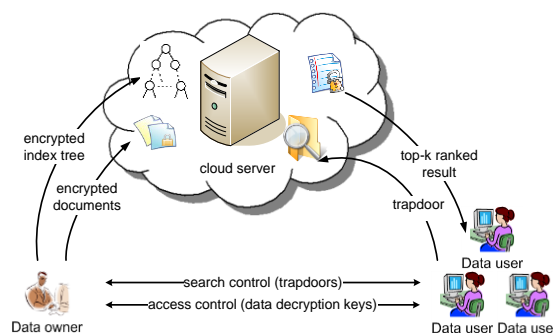 cloud server
encrypted
index tree
encrypted
documents
top-k ranked
result
trapdoor
Data user
search control (trapdoors)
access control (data decryption keys)
Data owner
Data user
Data use